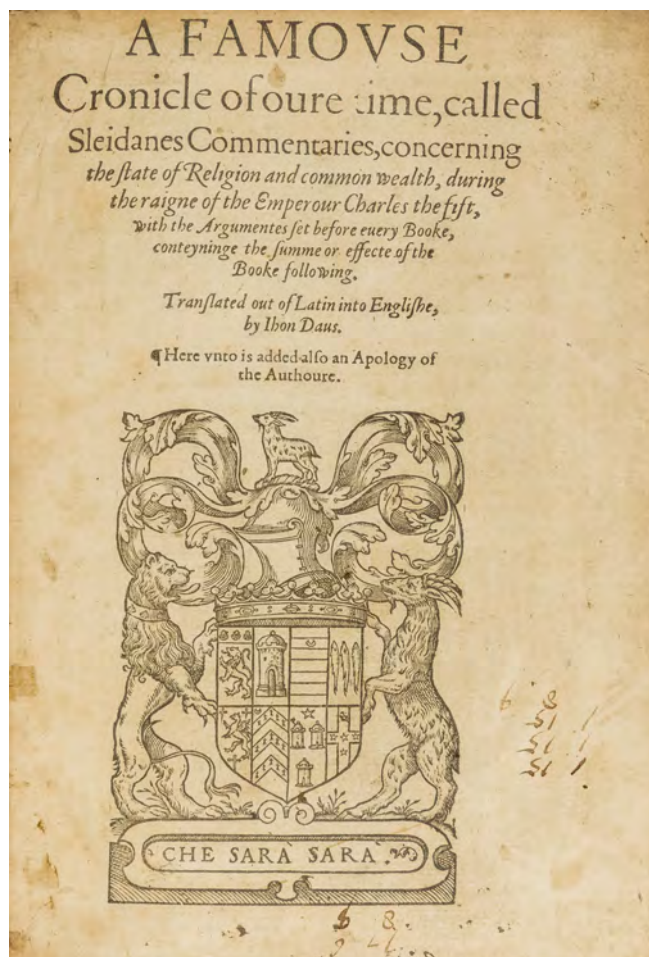 A FAMOVSE
Cronicle of oure time, called
Sleidanes Commentaries, concerning
the ſtate of Religion and common wealth, during
the raigne of the Emperour Charles the fift,
with the Argumentes ſet before euery Booke,
conteyninge the ſumme or effecte of the
Booke following.
Tranſlated out of Latin into Engliſhe,
by Ihon Daus.
¶Here vnto is added alſo an Apology of
the Authoure.
CHE SARA SARA.